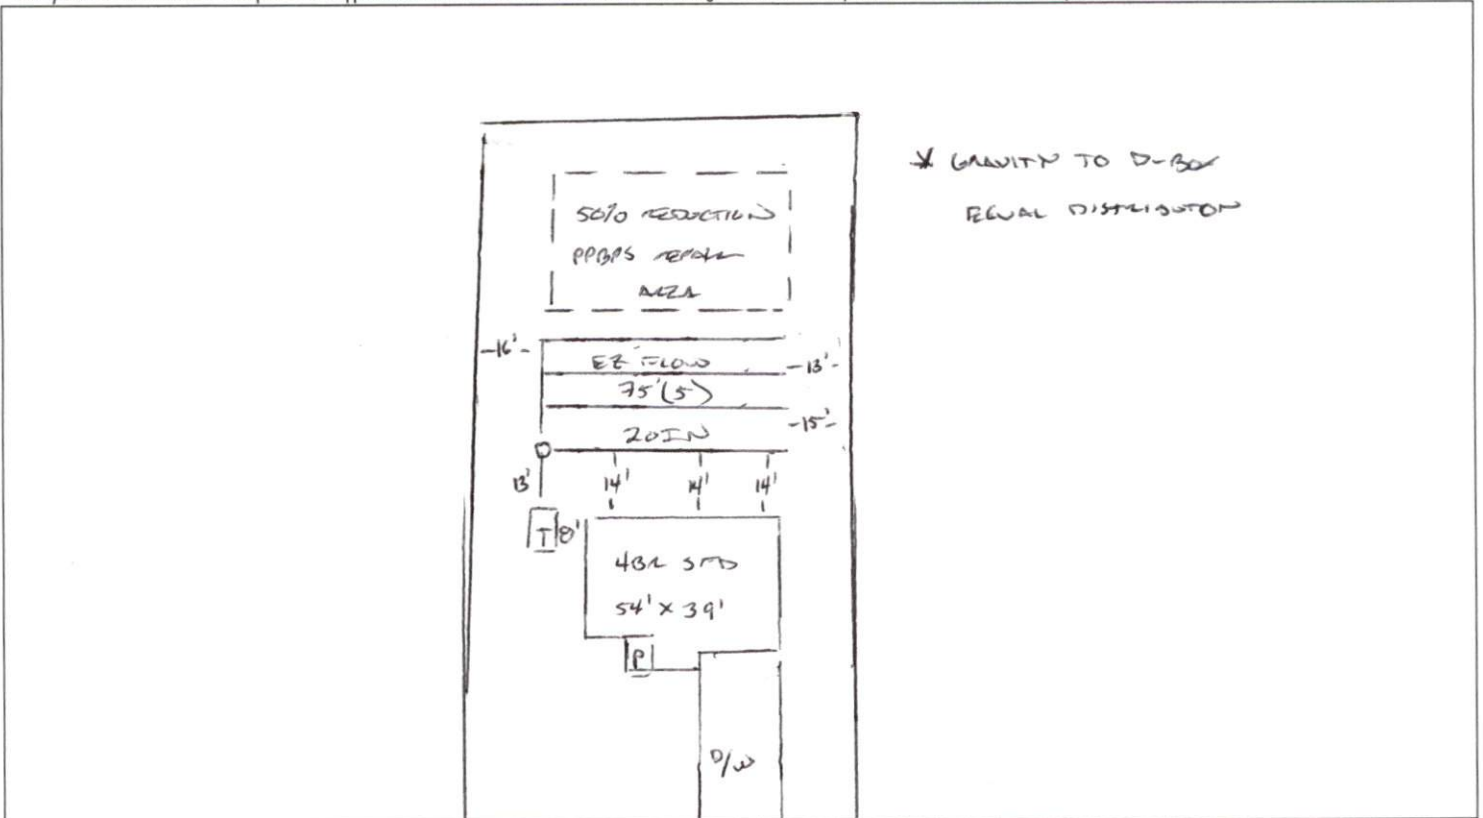 * GRAVITY TO D-BOX
EQUAL DISTRIBUTION
50% REDUCTION
PPBPS REPAIR
AREA
-16'-
EZ FLOW
-13'-
75'(5)
-15'-
20IN
13'
14'
14'
14'
T
8'
4BR SFD
54' x 39'
P
D/W